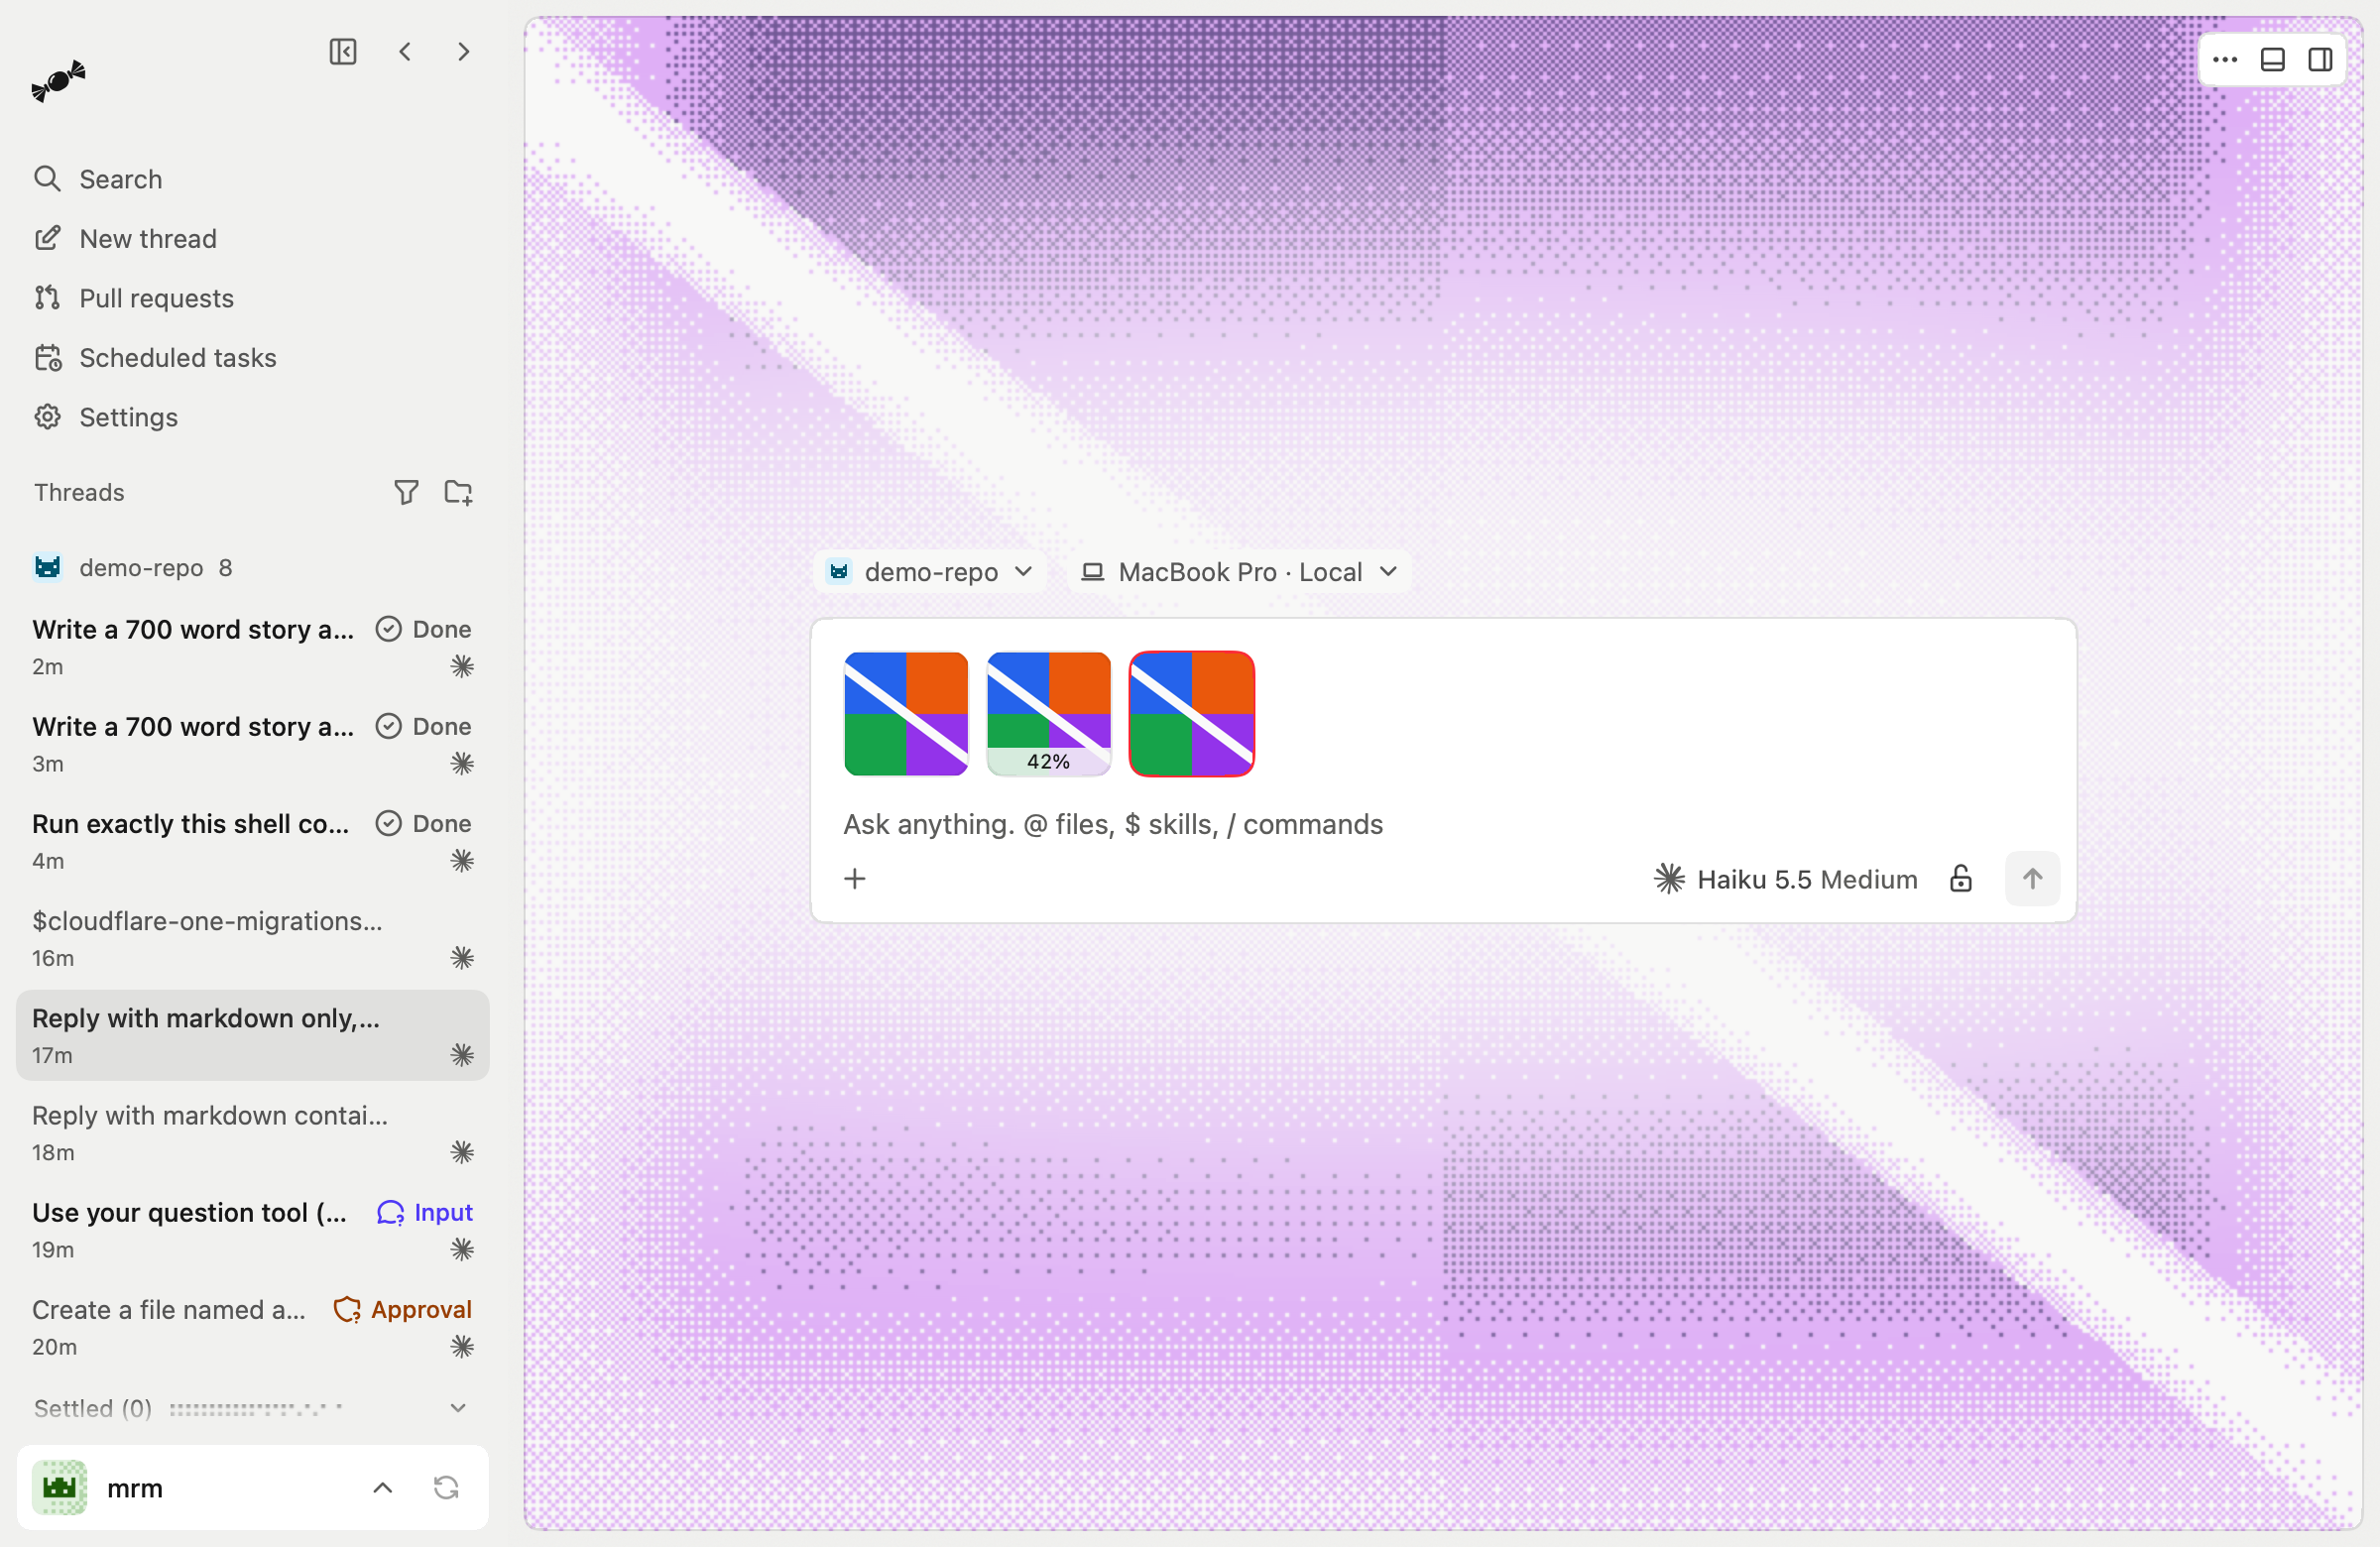 Search
New thread
Pull requests
Scheduled tasks
Settings
Threads
demo-repo 8
Write a 700 word story a... Done
2m
Write a 700 word story a... Done
3m
Run exactly this shell co... Done
4m
$cloudflare-one-migrations...
16m
Reply with markdown only,...
17m
Reply with markdown contai...
18m
Use your question tool (... Input
19m
Create a file named a... Approval
20m
Settled (0)
mrm
demo-repo
MacBook Pro · Local
42%
Ask anything. @ files, $ skills, / commands
Haiku 5.5 Medium